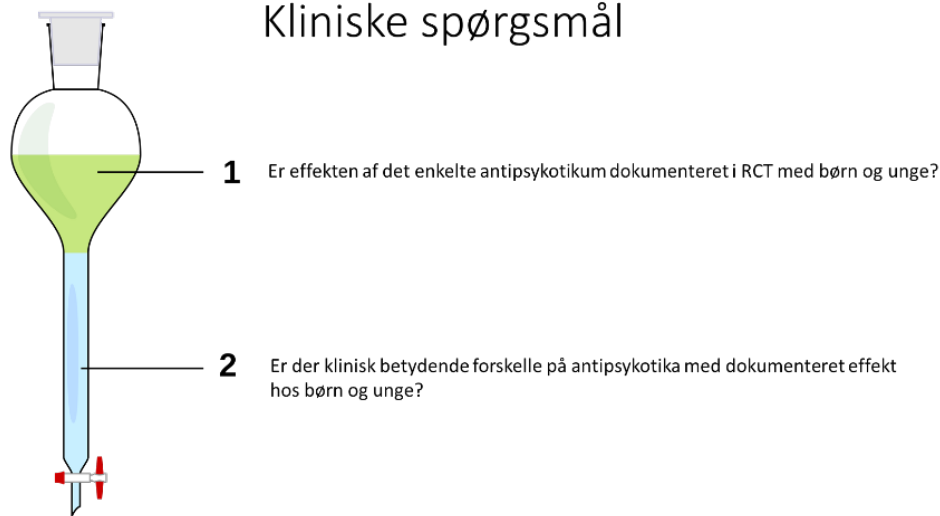 Kliniske spørgsmål
1 Er effekten af det enkelte antipsykotikum dokumenteret i RCT med børn og unge?
2 Er der klinisk betydende forskelle på antipsykotika med dokumenteret effekt
hos børn og unge?